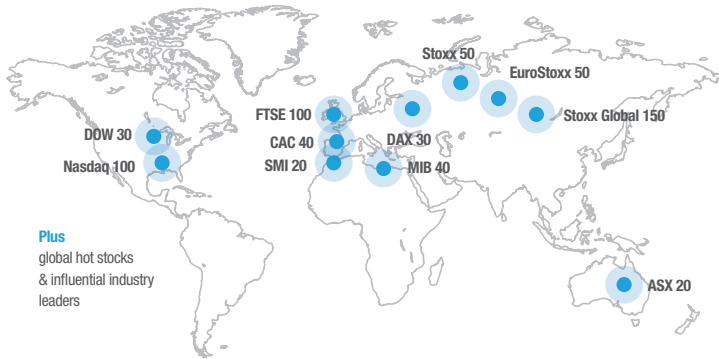 Stoxx 50
EuroStoxx 50
FTSE 100
Stoxx Global 150
DOW 30
CAC 40
DAX 30
Nasdaq 100
SMI 20
MIB 40
Plus
global hot stocks
& influential industry
leaders
ASX 20